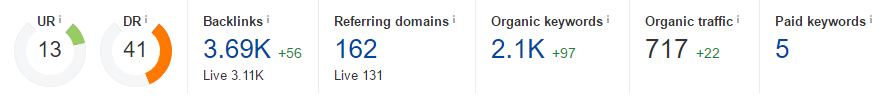 UR i
13
DR i
41
Backlinks i
3.69K +56
Live 3.11K
Referring domains i
162
Live 131
Organic keywords i
2.1K +97
Organic traffic i
717 +22
Paid keywords i
5